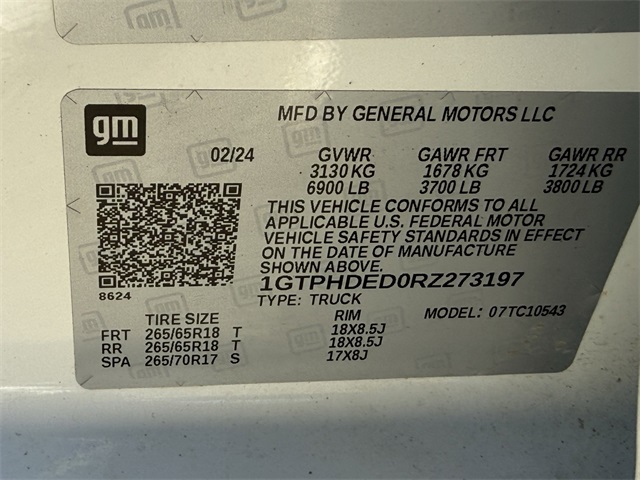 gm
MFD BY GENERAL MOTORS LLC
02/24 GVWR GAWR FRT GAWR RR
3130 KG 1678 KG 1724 KG
6900 LB 3700 LB 3800 LB
THIS VEHICLE CONFORMS TO ALL
APPLICABLE U.S. FEDERAL MOTOR
VEHICLE SAFETY STANDARDS IN EFFECT
ON THE DATE OF MANUFACTURE
SHOWN ABOVE.
1GTPHDED0RZ273197
8624
TYPE: TRUCK MODEL: 07TC10543
TIRE SIZE RIM
FRT 265/65R18 T 18X8.5J
RR 265/65R18 T 18X8.5J
SPA 265/70R17 S 17X8J